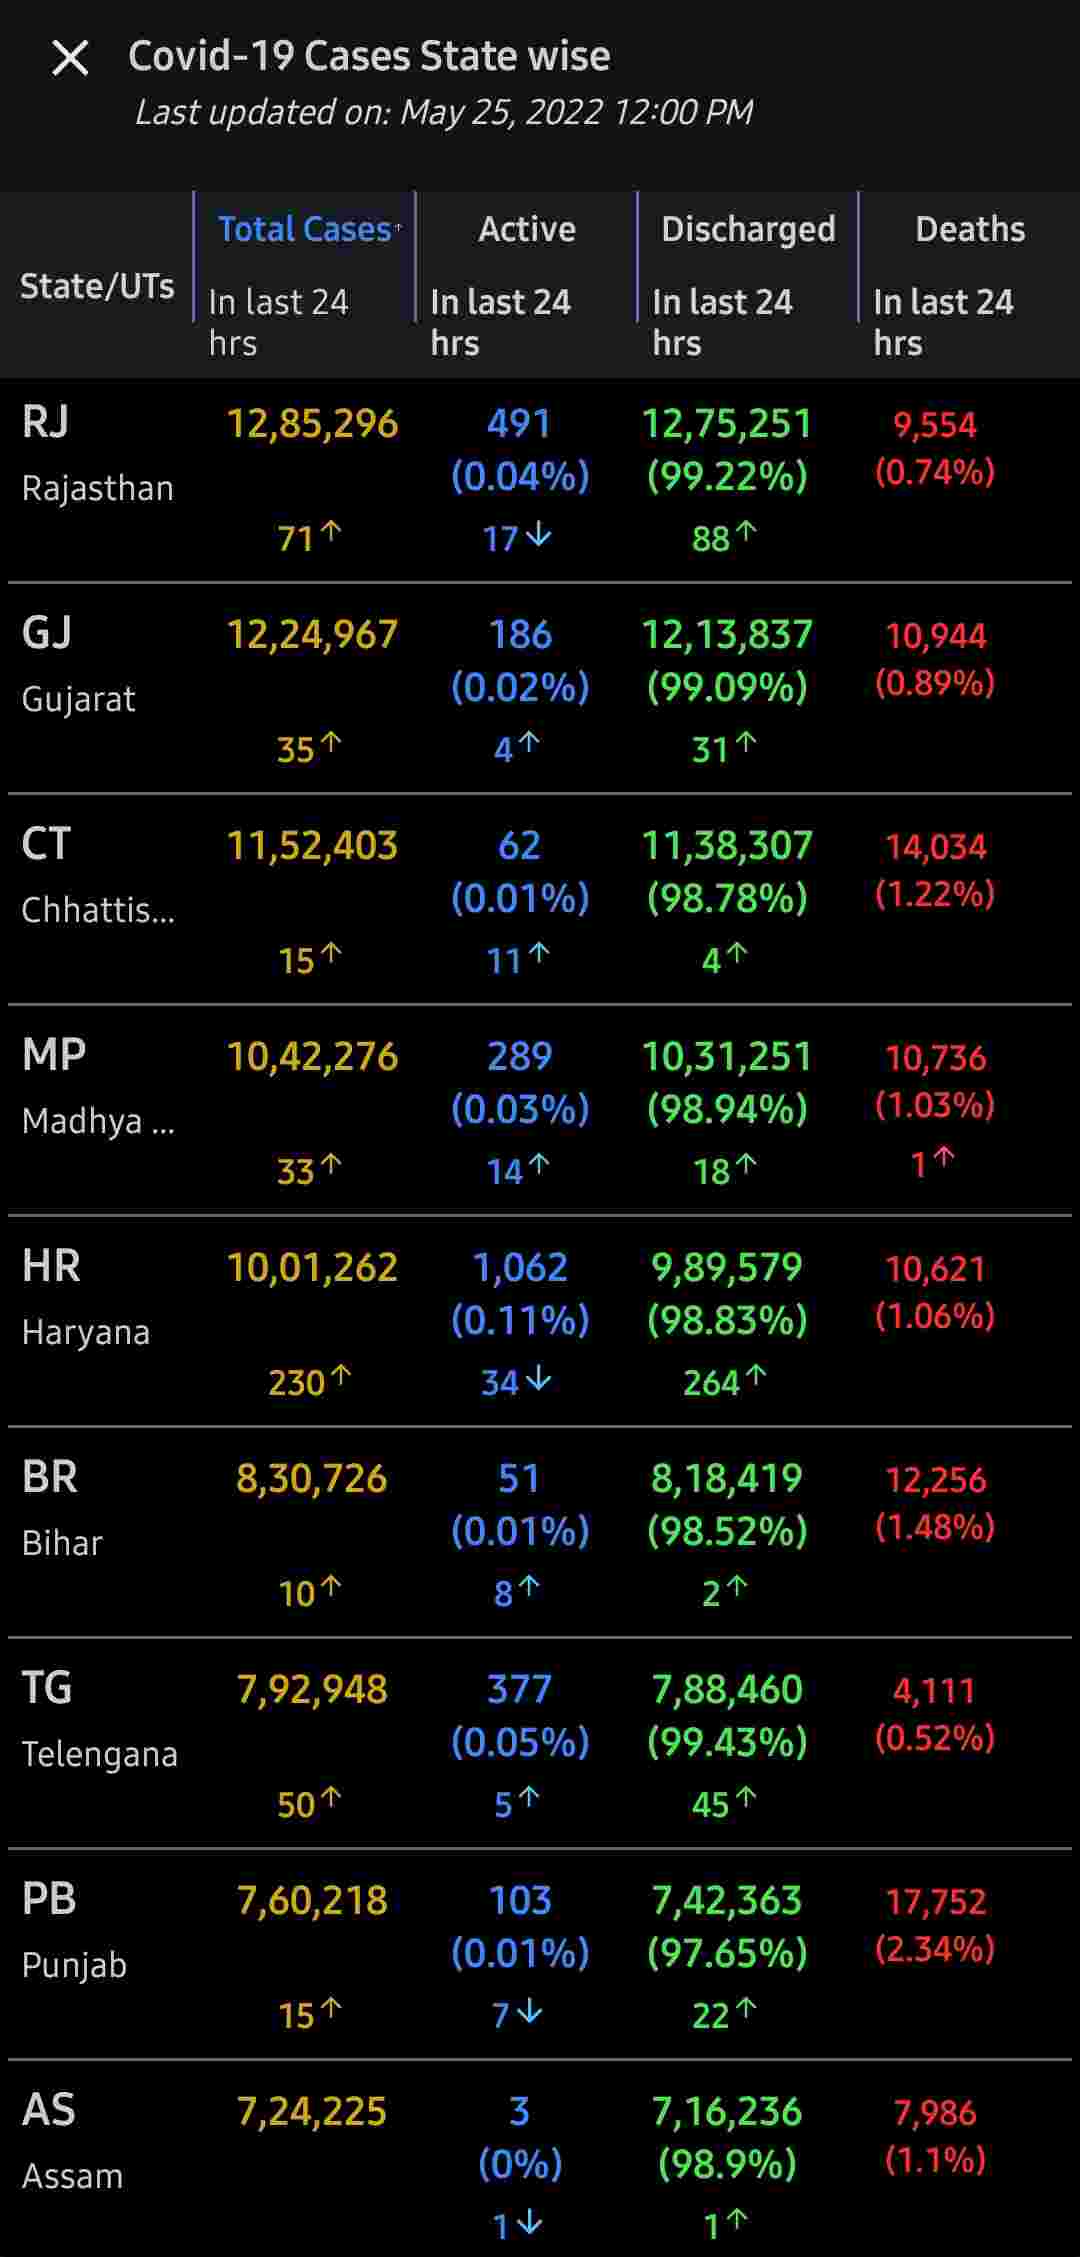 Covid-19 Cases State wise
Last updated on: May 25, 2022 12:00 PM
State/UTs
Total Cases↑
In last 24
hrs
Active
In last 24
hrs
Discharged
In last 24
hrs
Deaths
In last 24
hrs
RJ 12,85,296 491 12,75,251 9,554
(0.04%) (99.22%) (0.74%)
Rajasthan
71↑ 17↓ 88↑
GJ 12,24,967 186 12,13,837 10,944
(0.02%) (99.09%) (0.89%)
Gujarat
35↑ 4↑ 31↑
CT 11,52,403 62 11,38,307 14,034
(0.01%) (98.78%) (1.22%)
Chhattis...
15↑ 11↑ 4↑
MP 10,42,276 289 10,31,251 10,736
(0.03%) (98.94%) (1.03%)
Madhya ...
33↑ 14↑ 18↑ 1↑
HR 10,01,262 1,062 9,89,579 10,621
(0.11%) (98.83%) (1.06%)
Haryana
230↑ 34↓ 264↑
BR 8,30,726 51 8,18,419 12,256
(0.01%) (98.52%) (1.48%)
Bihar
10↑ 8↑ 2↑
TG 7,92,948 377 7,88,460 4,111
(0.05%) (99.43%) (0.52%)
Telengana
50↑ 5↑ 45↑
PB 7,60,218 103 7,42,363 17,752
(0.01%) (97.65%) (2.34%)
Punjab
15↑ 7↓ 22↑
AS 7,24,225 3 7,16,236 7,986
(0%) (98.9%) (1.1%)
Assam
1↓ 1↑